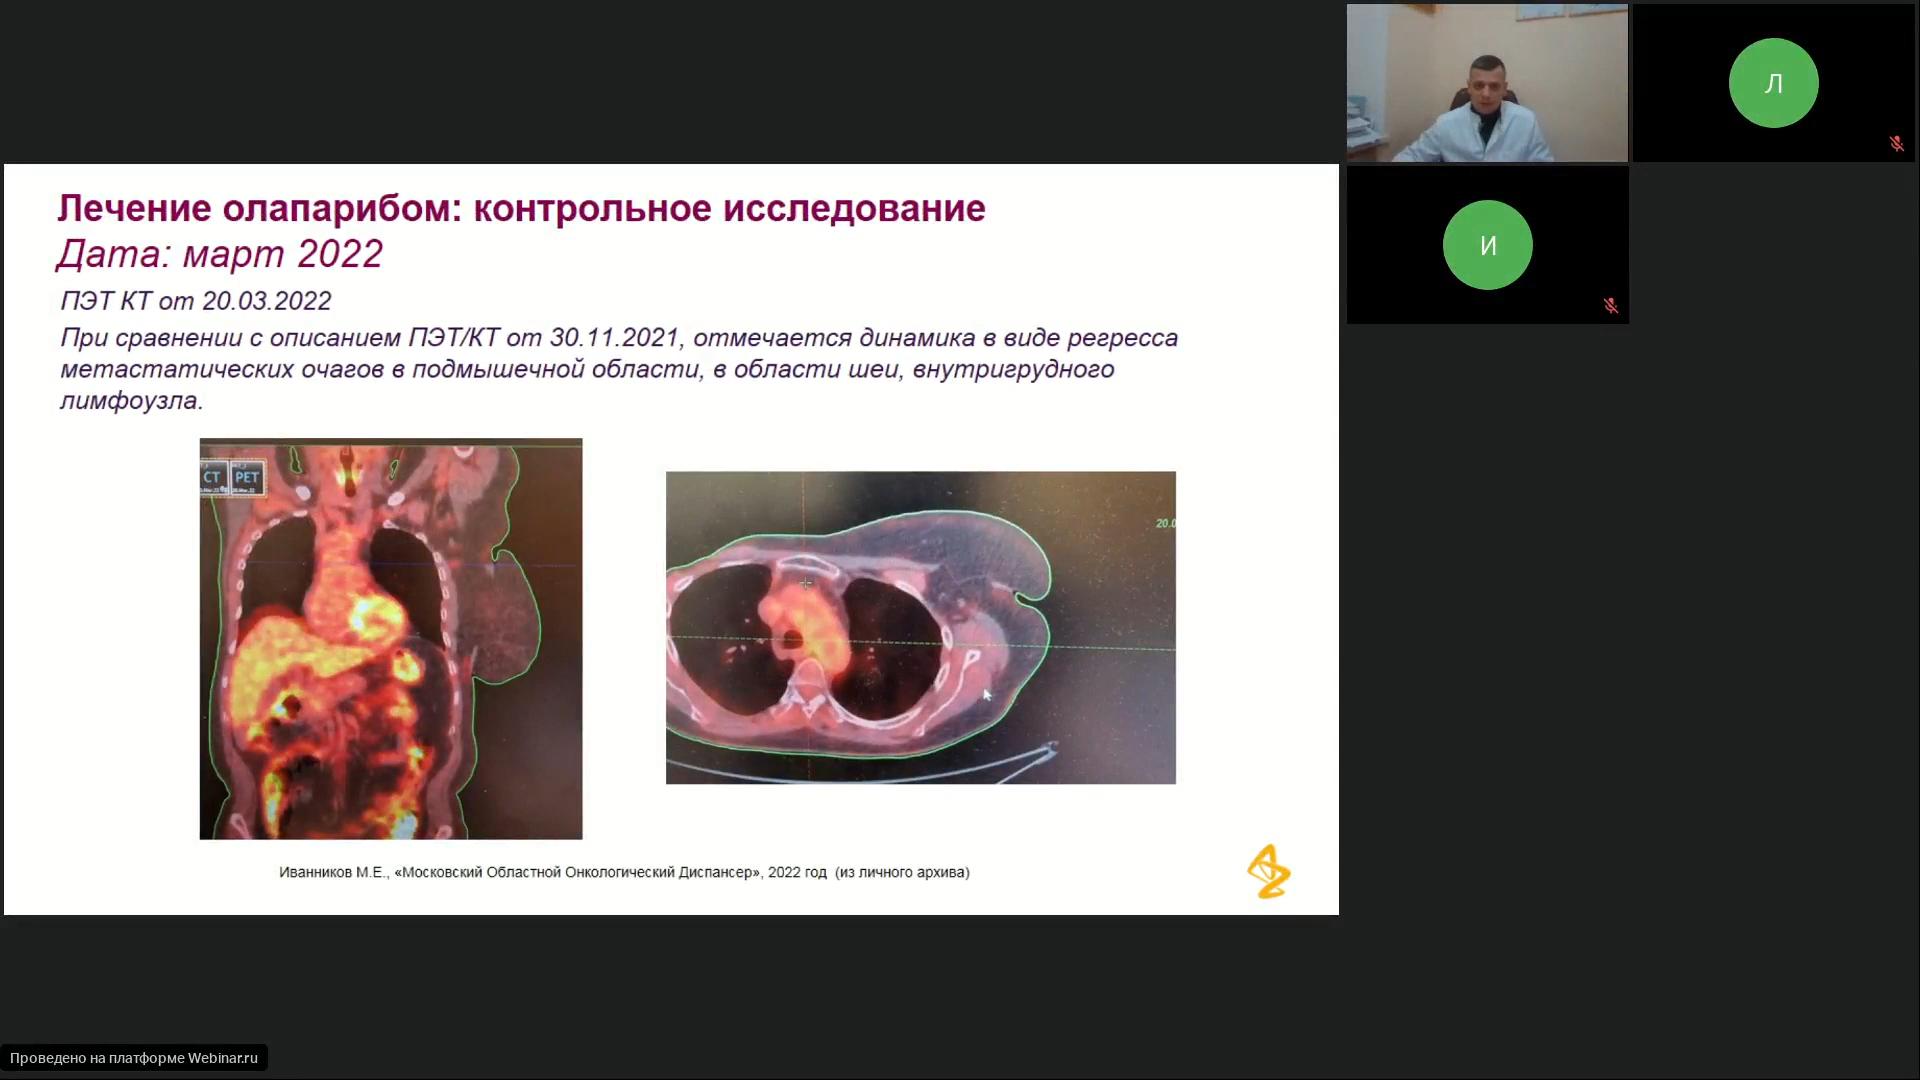 Лечение олапарибом: контрольное исследование
Дата: март 2022
ПЭТ КТ от 20.03.2022
При сравнении с описанием ПЭТ/КТ от 30.11.2021, отмечается динамика в виде регресса
метастатических очагов в подмышечной области, в области шеи, внутригрудного
лимфоузла.
CT PET
20.0
Иванников М.Е., «Московский Областной Онкологический Диспансер», 2022 год (из личного архива)
Л
И
Проведено на платформе Webinar.ru